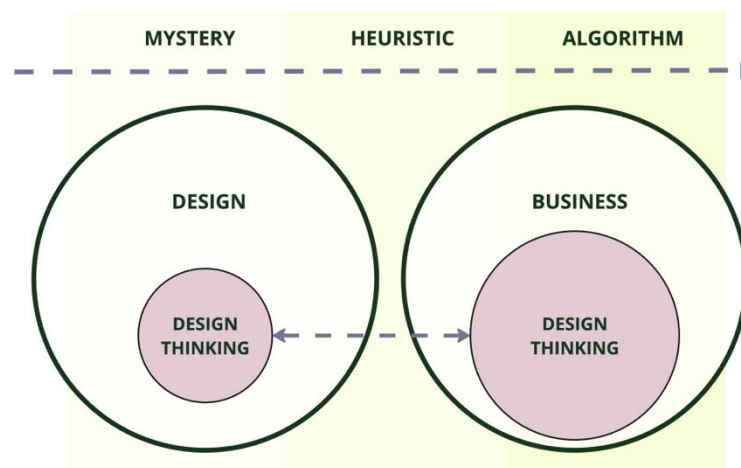 MYSTERY HEURISTIC ALGORITHM
DESIGN BUSINESS
DESIGN
THINKING
DESIGN
THINKING